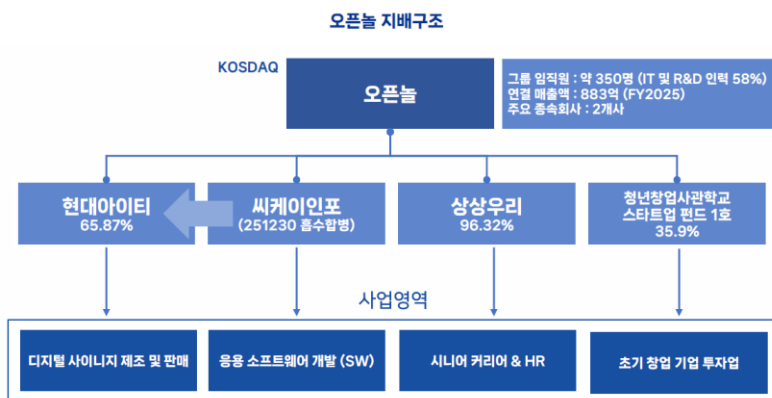 오픈놀 지배구조
KOSDAQ
오픈놀
그룹 임직원 : 약 350명 (IT 및 R&D 인력 58%)
연결 매출액 : 883억 (FY2025)
주요 종속회사 : 2개사
현대아이티
65.87%
씨케이인포
(251230 흡수합병)
상상우리
96.32%
청년창업사관학교
스타트업 펀드 1호
35.9%
사업영역
디지털 사이니지 제조 및 판매
응용 소프트웨어 개발 (SW)
시니어 커리어 & HR
초기 창업 기업 투자업